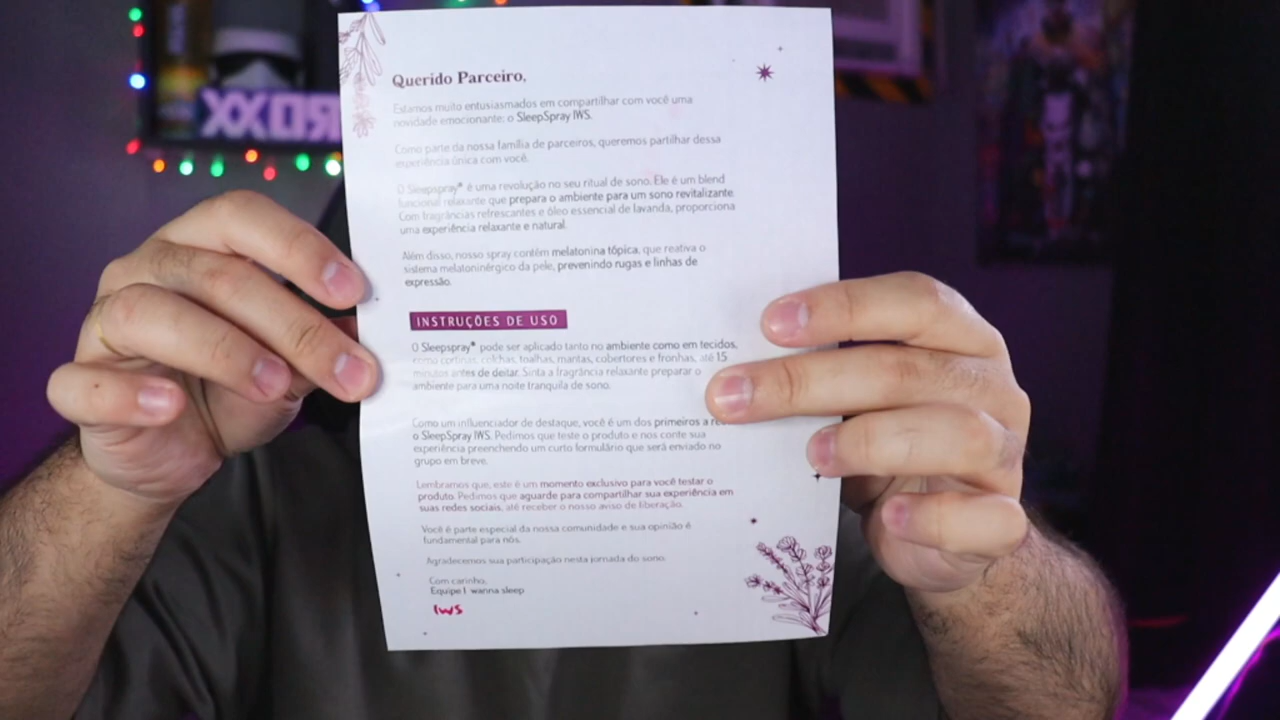 XXOЯ
Querido Parceiro,
Estamos muito entusiasmados em compartilhar com você uma
novidade emocionante: o SleepSpray IWS.
Como parte da nossa família de parceiros, queremos partilhar dessa
experiência única com você.
O Sleepspray® é uma revolução no seu ritual de sono. Ele é um blend
funcional relaxante que prepara o ambiente para um sono revitalizante.
Com fragrâncias refrescantes e óleo essencial de lavanda, proporciona
uma experiência relaxante e natural.
Além disso, nosso spray contém melatonina tópica, que reativa o
sistema melatoninérgico da pele, prevenindo rugas e linhas de
expressão.
INSTRUÇÕES DE USO
O Sleepspray® pode ser aplicado tanto no ambiente como em tecidos,
como cortinas, colchas, toalhas, mantas, cobertores e fronhas, até 15
minutos antes de deitar. Sinta a fragrância relaxante preparar o
ambiente para uma noite tranquila de sono.
Como um influenciador de destaque, você é um dos primeiros a
o SleepSpray IWS. Pedimos que teste o produto e nos conte sua
experiência preenchendo um curto formulário que será enviado no
grupo em breve.
Lembramos que, este é um momento exclusivo para você testar o
produto. Pedimos que aguarde para compartilhar sua experiência em
suas redes sociais, até receber o nosso aviso de liberação.
Você é parte especial da nossa comunidade e sua opinião é
fundamental para nós.
Agradecemos sua participação nesta jornada do sono.
Com carinho,
Equipe I wanna sleep
IWS